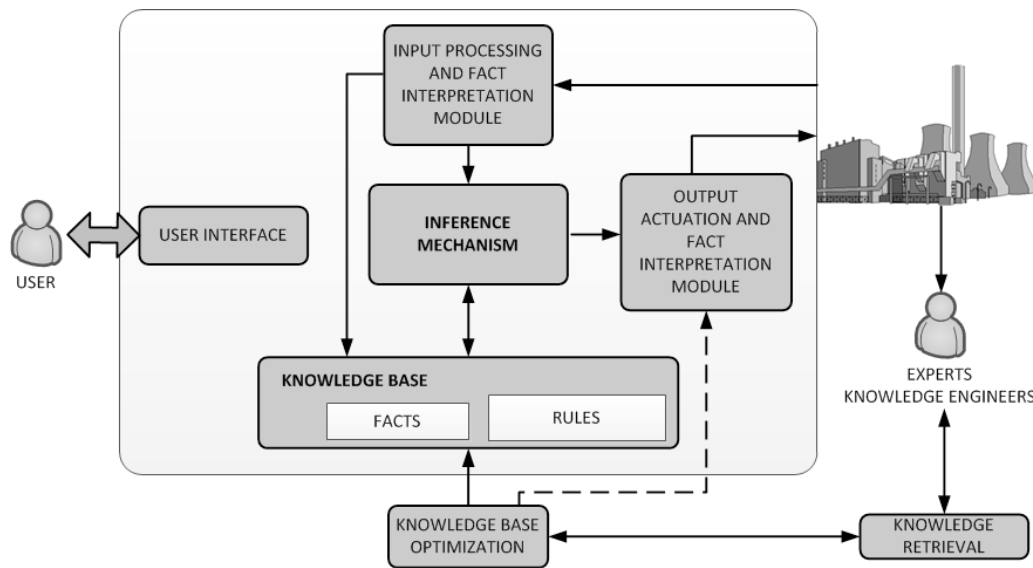 INPUT PROCESSING
AND FACT
INTERPRETATION
MODULE
OUTPUT
ACTUATION AND
FACT
INTERPRETATION
MODULE
INFERENCE
MECHANISM
USER INTERFACE
USER
KNOWLEDGE BASE
FACTS
RULES
EXPERTS
KNOWLEDGE ENGINEERS
KNOWLEDGE BASE
OPTIMIZATION
KNOWLEDGE
RETRIEVAL